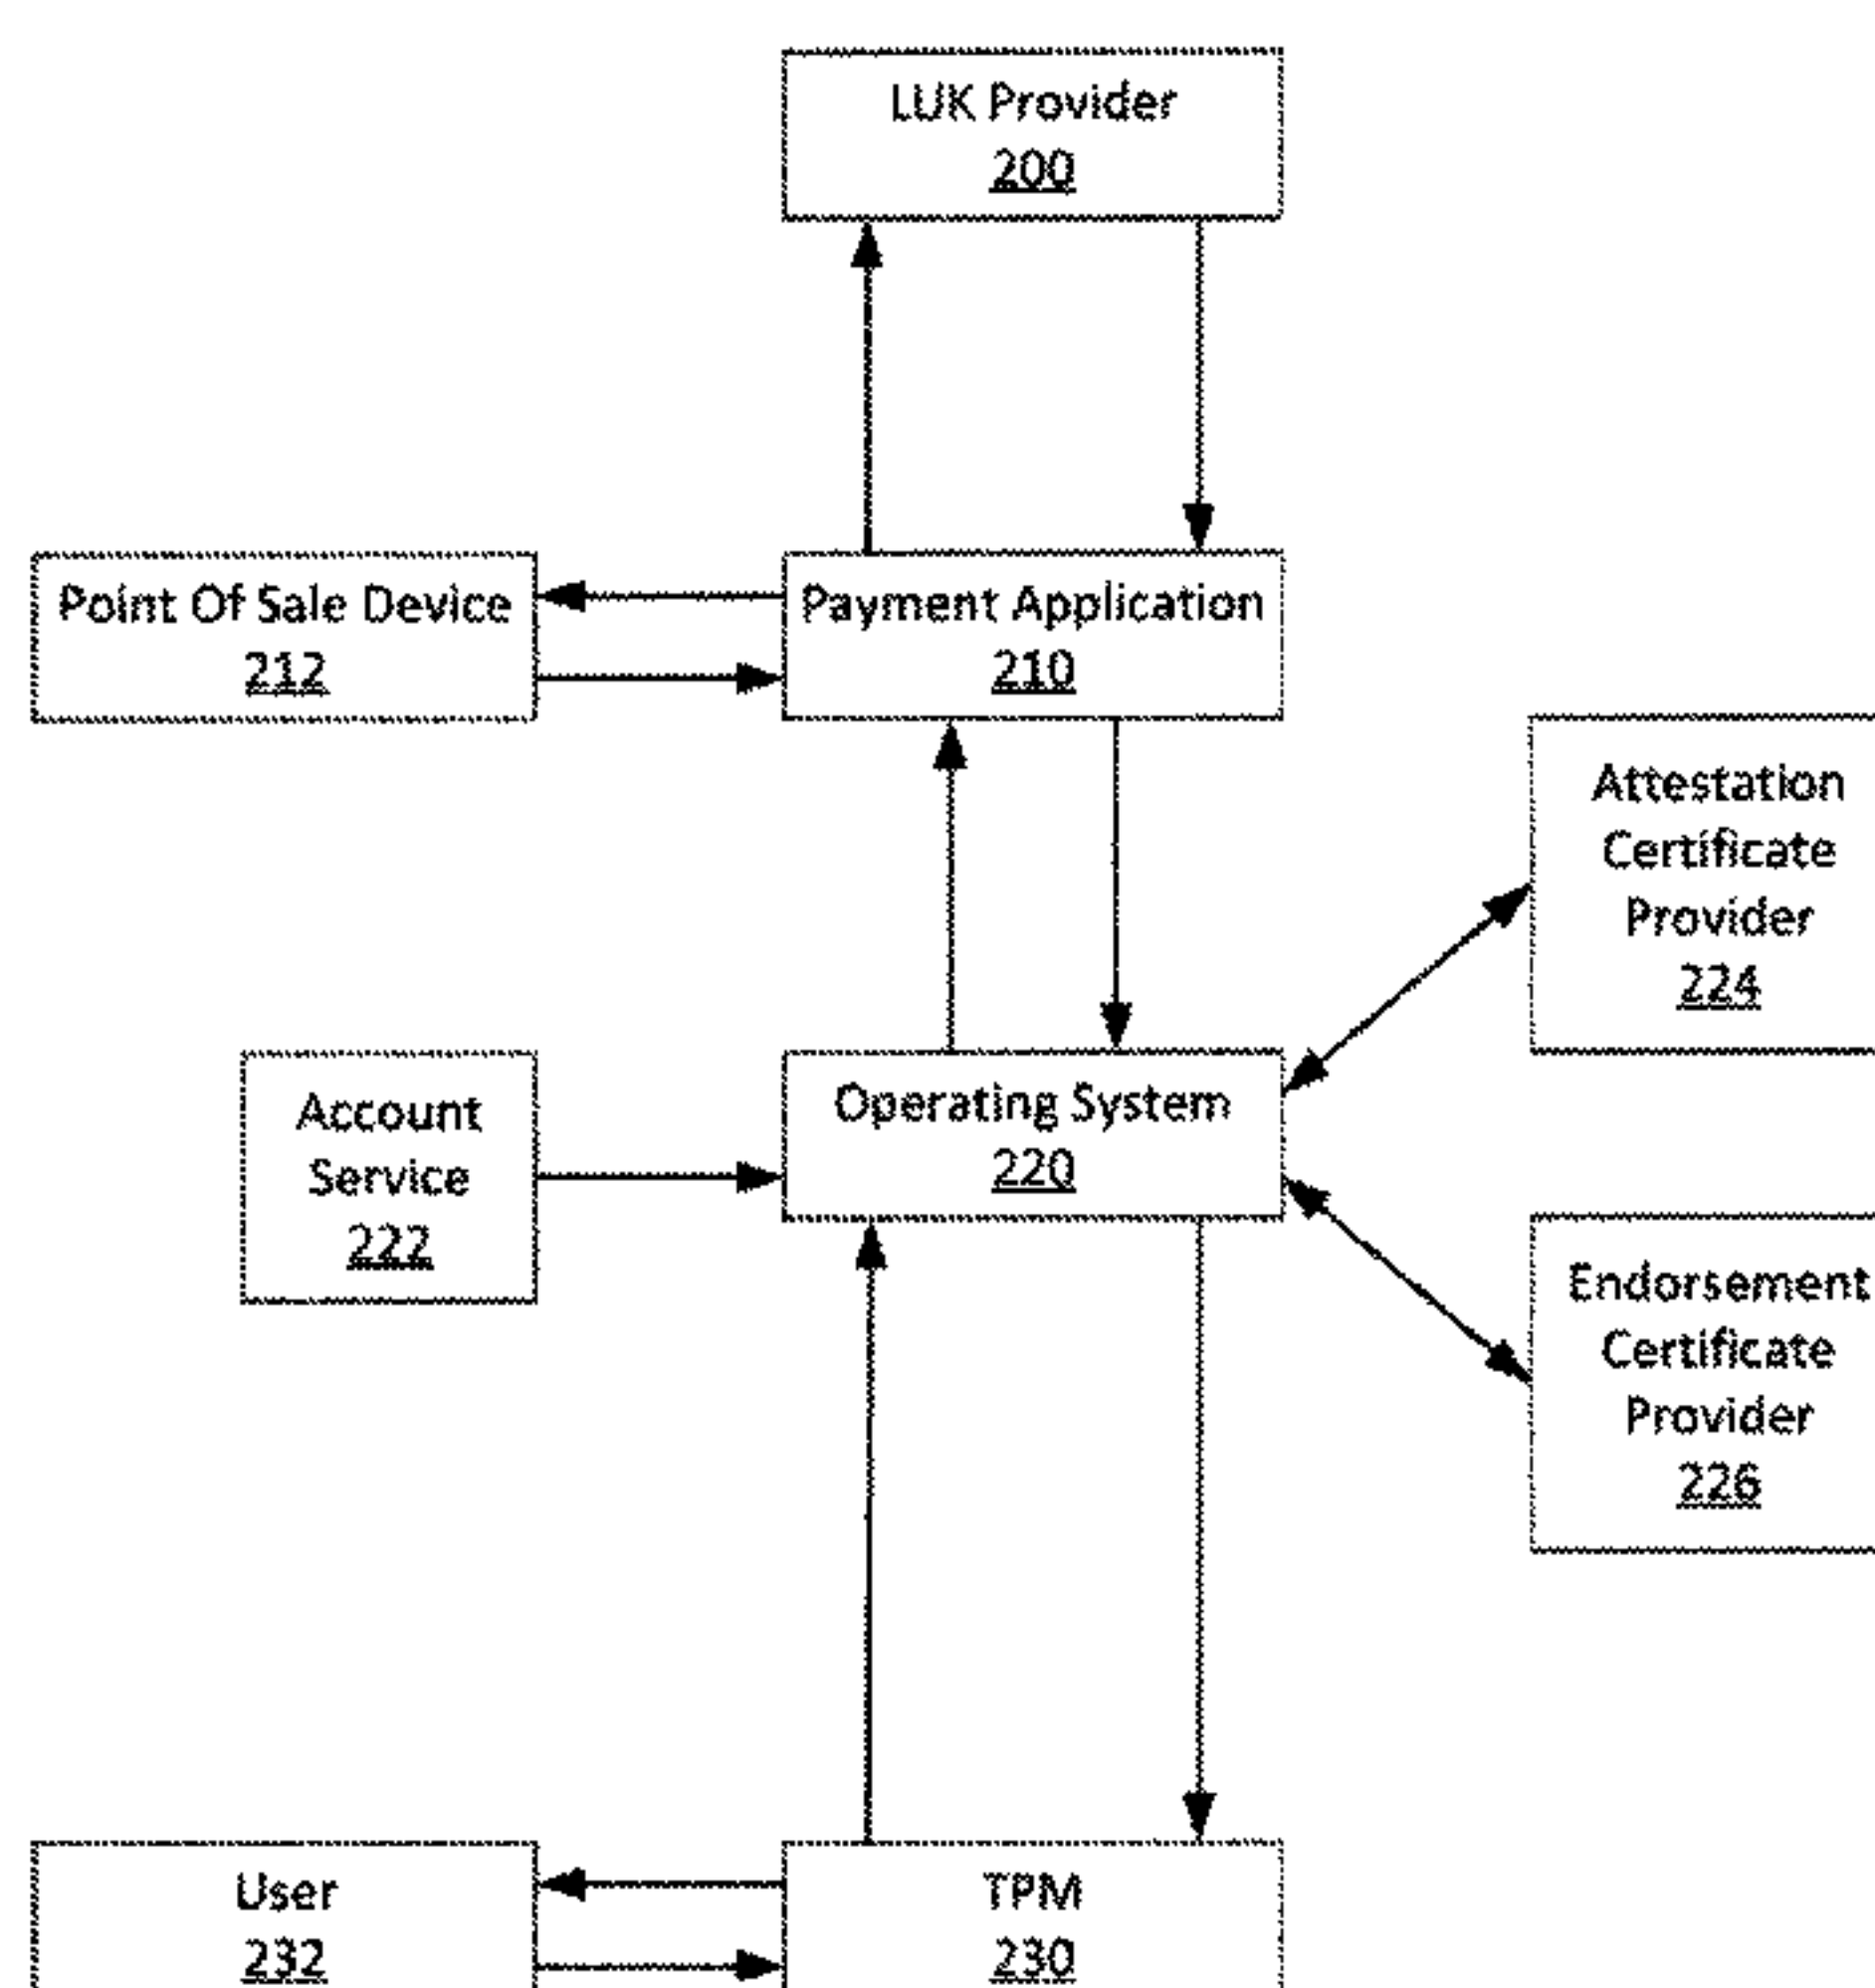 LUK Provider
200
Point Of Sale Device
212
Payment Application
210
Attestation
Certificate
Provider
224
Account
Service
222
Operating System
220
Endorsement
Certificate
Provider
226
User
232
TPM
230